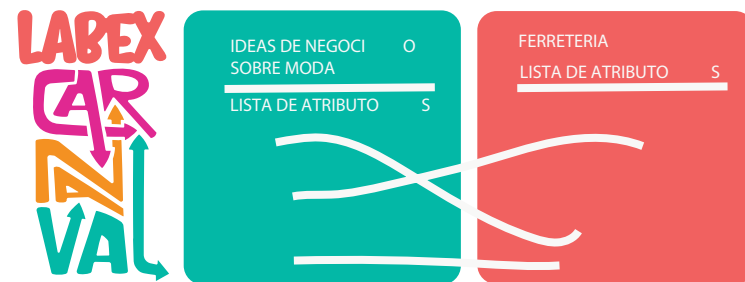 LABEX
CAR
NA
VAL
IDEAS DE NEGOCI O
SOBRE MODA
LISTA DE ATRIBUTO S
FERRETERIA
LISTA DE ATRIBUTO S